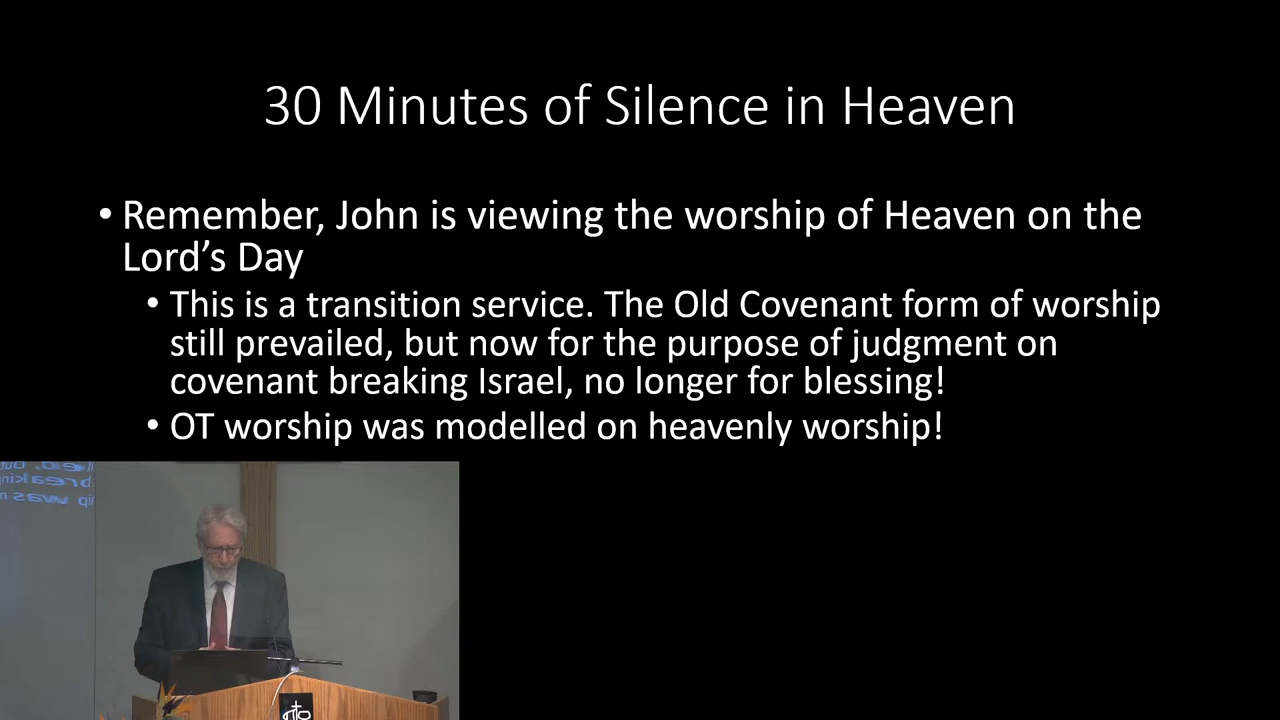 30 Minutes of Silence in Heaven
• Remember, John is viewing the worship of Heaven on the
Lord's Day
• This is a transition service. The Old Covenant form of worship
still prevailed, but now for the purpose of judgment on
covenant breaking Israel, no longer for blessing!
• OT worship was modelled on heavenly worship!